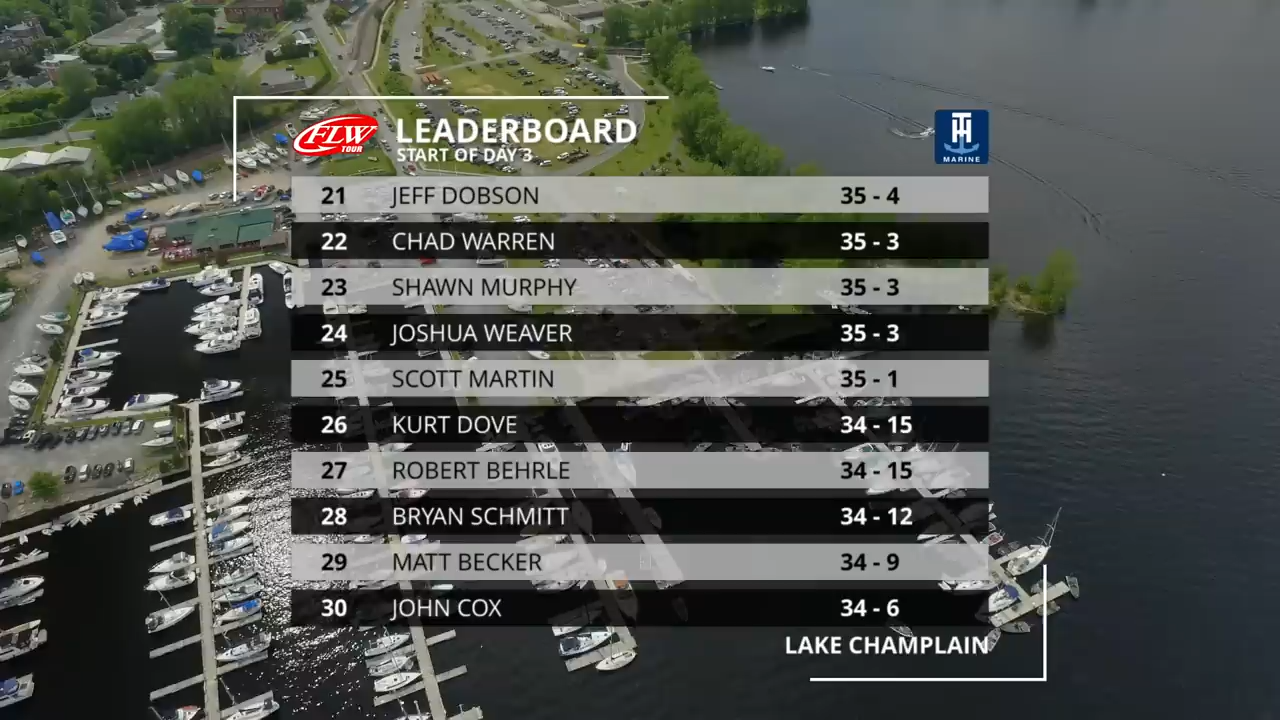 FLW TOUR
LEADERBOARD
START OF DAY 3
TH MARINE
21 JEFF DOBSON 35 - 4
22 CHAD WARREN 35 - 3
23 SHAWN MURPHY 35 - 3
24 JOSHUA WEAVER 35 - 3
25 SCOTT MARTIN 35 - 1
26 KURT DOVE 34 - 15
27 ROBERT BEHRLE 34 - 15
28 BRYAN SCHMITT 34 - 12
29 MATT BECKER 34 - 9
30 JOHN COX 34 - 6
LAKE CHAMPLAIN